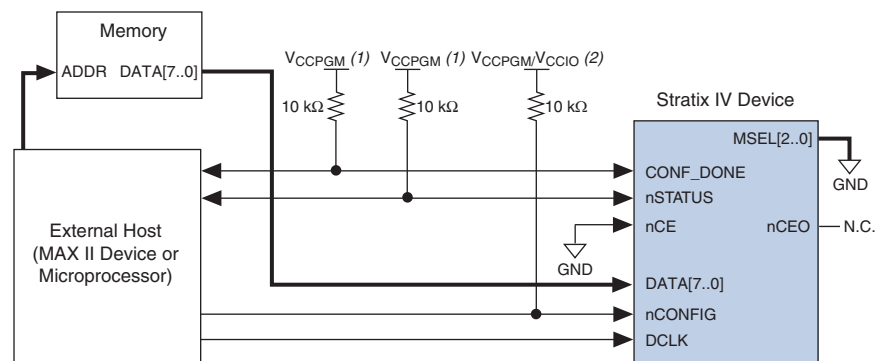 Memory
ADDR DATA[7..0]
VCCPGM (1) VCCPGM (1) VCCPGM/VCCIO (2)
10 kΩ 10 kΩ 10 kΩ
Stratix IV Device
MSEL[2..0]
GND
CONF_DONE
nSTATUS
nCE
nCEO N.C.
GND
External Host
(MAX II Device or
Microprocessor)
DATA[7..0]
nCONFIG
DCLK